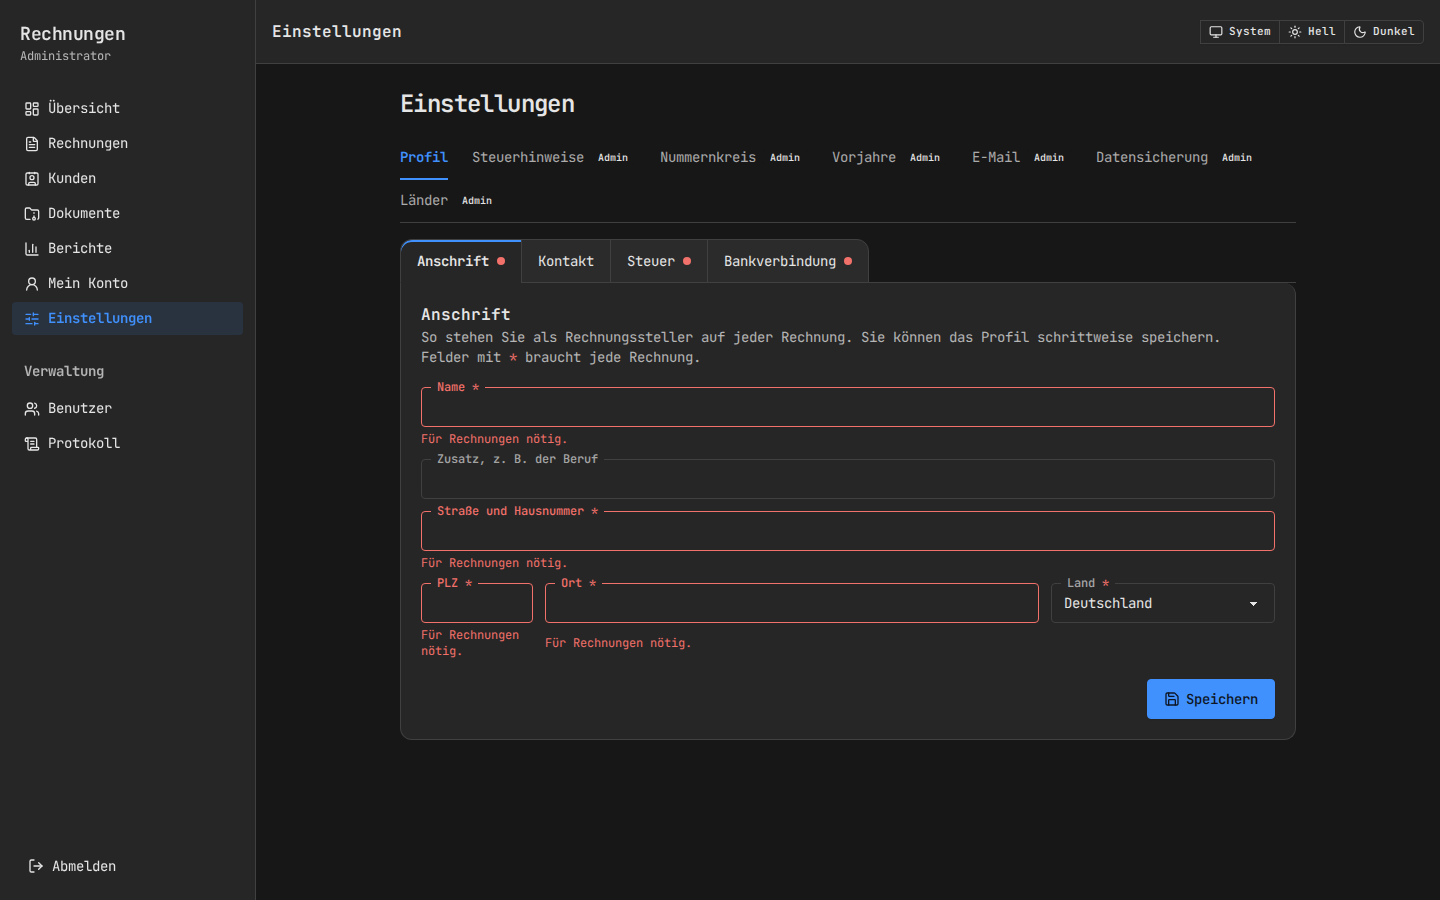 Rechnungen
Administrator
Übersicht
Rechnungen
Kunden
Dokumente
Berichte
Mein Konto
Einstellungen
Verwaltung
Benutzer
Protokoll
Abmelden
Einstellungen
System Hell Dunkel
Einstellungen
Profil Steuerhinweise Admin Nummernkreis Admin Vorjahre Admin E-Mail Admin Datensicherung Admin
Länder Admin
Anschrift Kontakt Steuer Bankverbindung
Anschrift
So stehen Sie als Rechnungssteller auf jeder Rechnung. Sie können das Profil schrittweise speichern.
Felder mit * braucht jede Rechnung.
Name *
Für Rechnungen nötig.
Zusatz, z. B. der Beruf
Straße und Hausnummer *
Für Rechnungen nötig.
PLZ * Ort * Land *
Deutschland
Für Rechnungen
nötig.
Für Rechnungen nötig.
Speichern